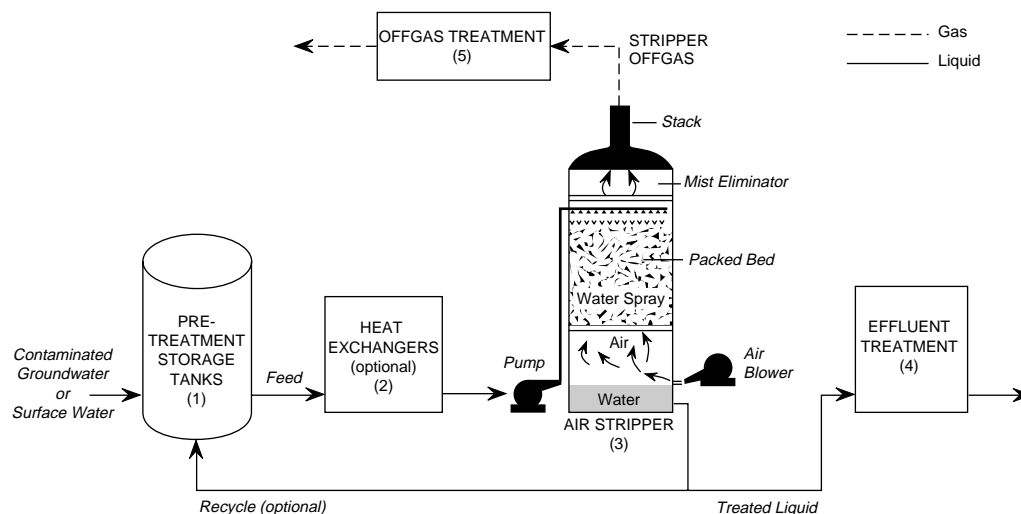 OFFGAS TREATMENT
(5)
STRIPPER
OFFGAS
Gas
Liquid
Stack
Mist Eliminator
Packed Bed
Water Spray
Air
Water
AIR STRIPPER
(3)
Air
Blower
Pump
HEAT
EXCHANGERS
(optional)
(2)
Feed
PRE-
TREATMENT
STORAGE
TANKS
(1)
Contaminated
Groundwater
or
Surface Water
EFFLUENT
TREATMENT
(4)
Recycle (optional)
Treated Liquid